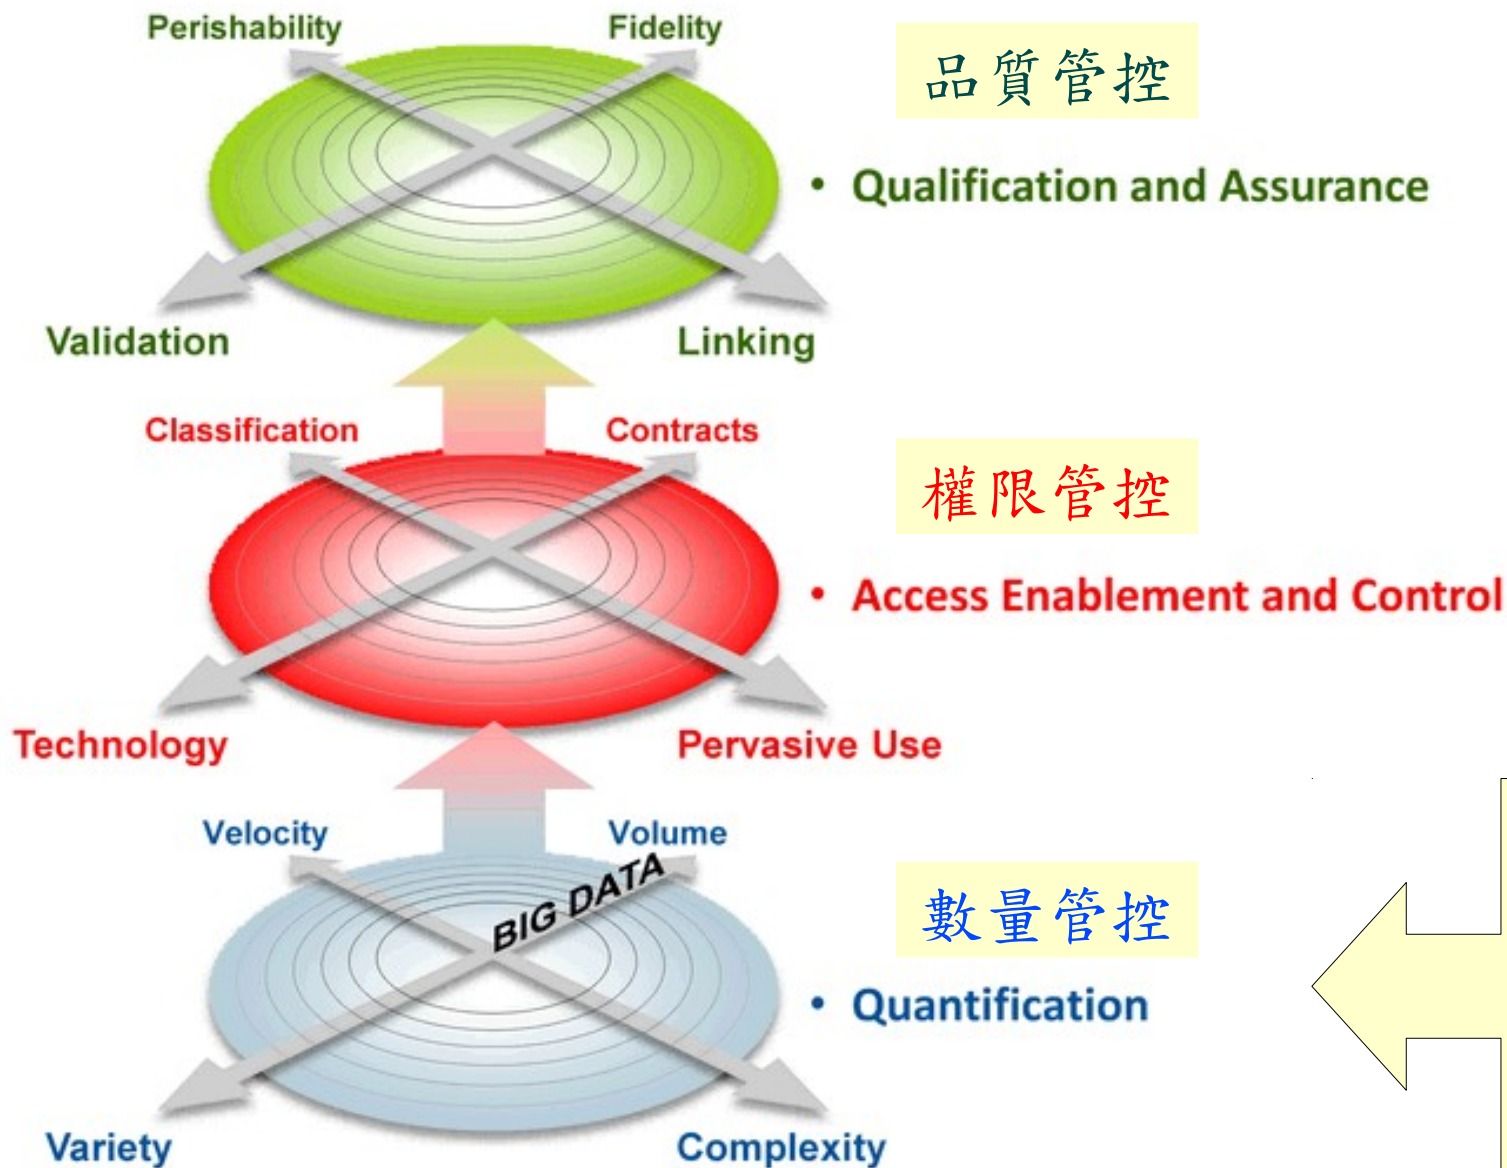 Perishability
Fidelity
品質管控
• Qualification and Assurance
Validation
Linking
Classification
Contracts
權限管控
• Access Enablement and Control
Technology
Pervasive Use
Velocity
Volume
BIG DATA
數量管控
• Quantification
Variety
Complexity